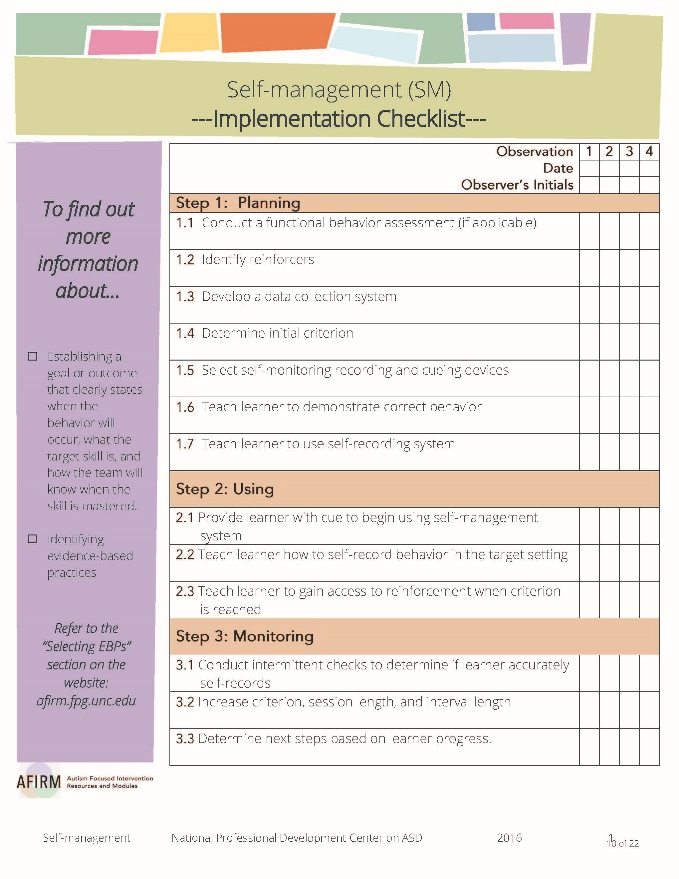 Self-management (SM)
---Implementation Checklist---
To find out
more
information
about...
☐ Establishing a
goal or outcome
that clearly states
when the
behavior will
occur, what the
target skill is, and
how the team will
know when the
skill is mastered.
☐ Identifying
evidence-based
practices
Refer to the
“Selecting EBPs”
section on the
website:
afirm.fpg.unc.edu
Observation 1 2 3 4
Date
Observer's Initials
Step 1: Planning
1.1 Conduct a functional behavior assessment (if applicable)
1.2 Identify reinforcers
1.3 Develop a data collection system
1.4 Determine initial criterion
1.5 Select self-monitoring recording and cueing devices
1.6 Teach learner to demonstrate correct behavior
1.7 Teach learner to use self-recording system
Step 2: Using
2.1 Provide learner with cue to begin using self-management
system
2.2 Teach learner how to self-record behavior in the target setting
2.3 Teach learner to gain access to reinforcement when criterion
is reached
Step 3: Monitoring
3.1 Conduct intermittent checks to determine if learner accurately
self-records
3.2 Increase criterion, session length, and interval length
3.3 Determine next steps based on learner progress.
AFIRM Autism Focused Intervention
Resources and Modules
Self-management National Professional Development Center on ASD 2016 1
10 of 22